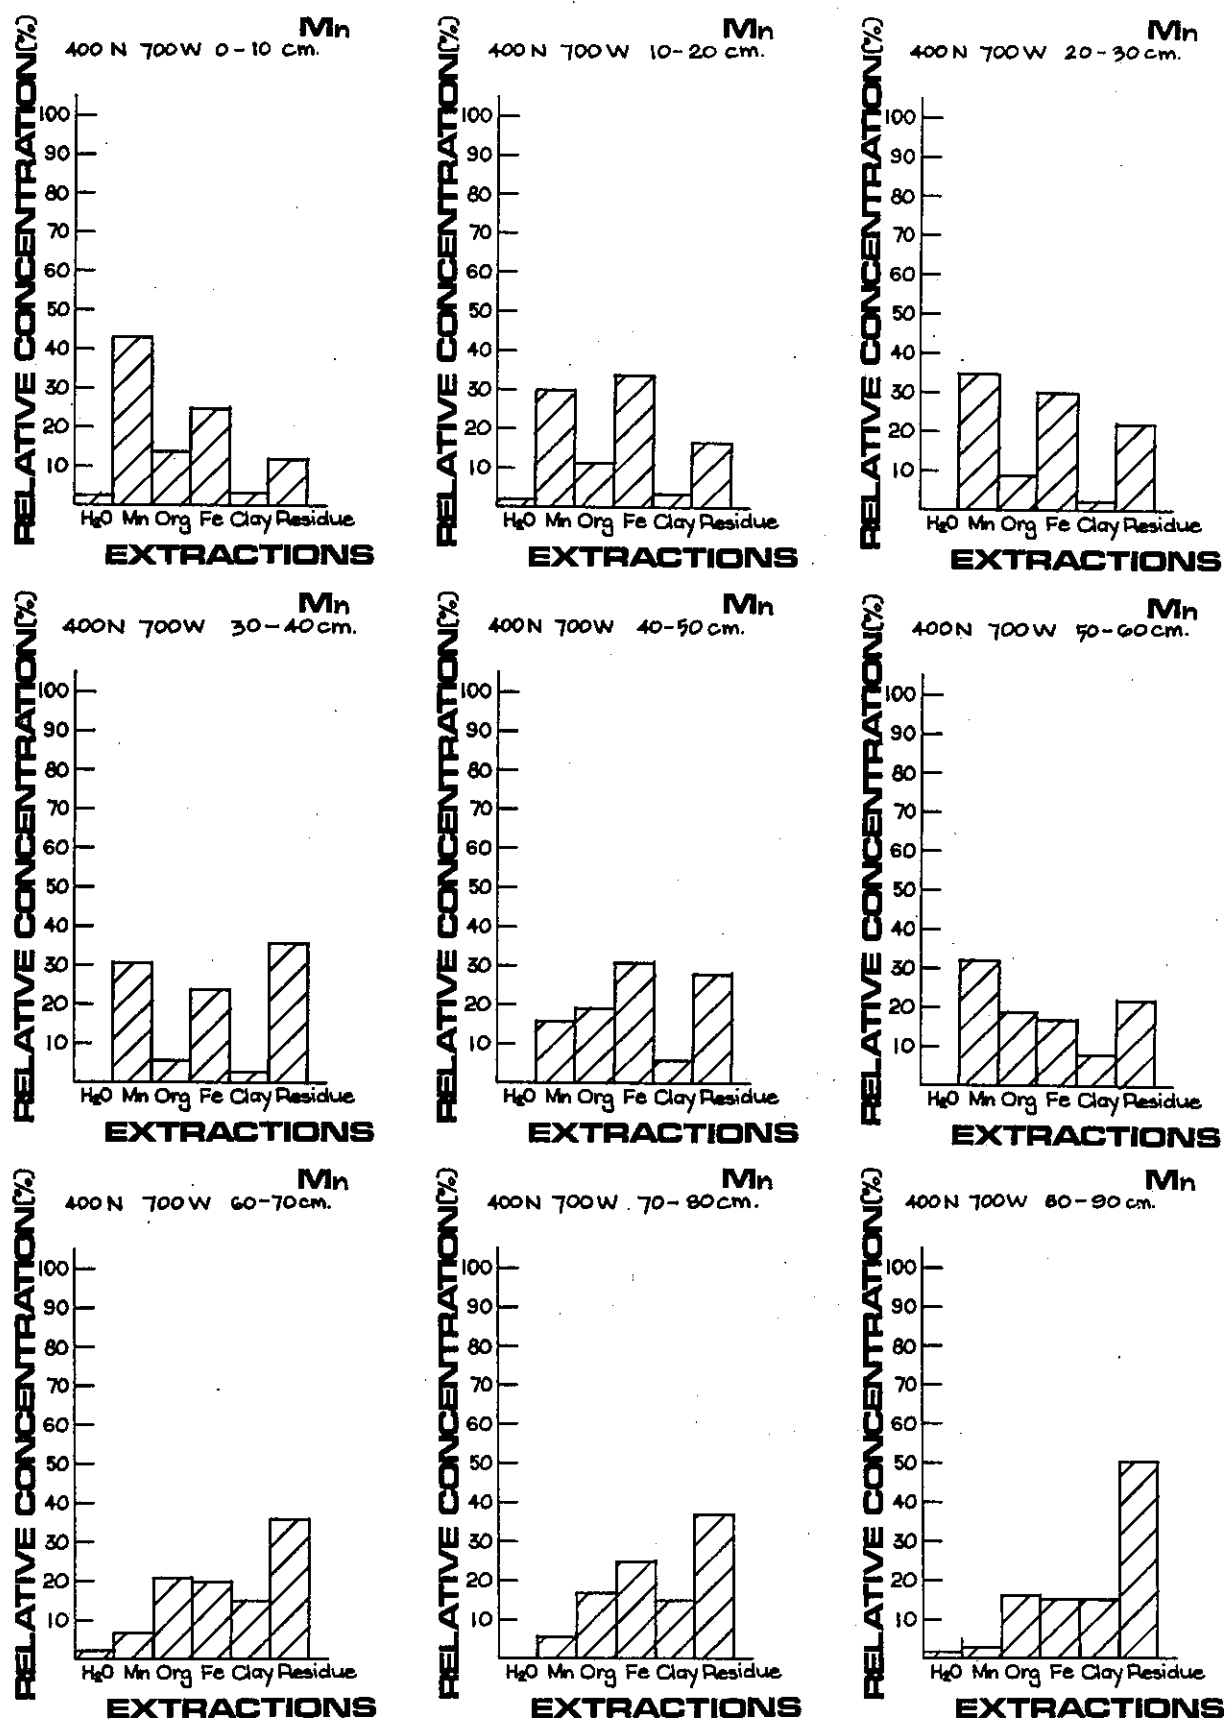 RELATIVE CONCENTRATION(%)
Mn
400 N 700 W 0-10 cm.
100
90
80
70
60
50
40
30
20
10
H₂O Mn Org Fe Clay Residue
EXTRACTIONS
RELATIVE CONCENTRATION(%)
Mn
400 N 700 W 10-20 cm.
100
90
80
70
60
50
40
30
20
10
H₂O Mn Org Fe Clay Residue
EXTRACTIONS
RELATIVE CONCENTRATION(%)
Mn
400 N 700 W 20-30 cm.
100
90
80
70
60
50
40
30
20
10
H₂O Mn Org Fe Clay Residue
EXTRACTIONS
RELATIVE CONCENTRATION(%)
Mn
400 N 700 W 30-40 cm.
100
90
80
70
60
50
40
30
20
10
H₂O Mn Org Fe Clay Residue
EXTRACTIONS
RELATIVE CONCENTRATION(%)
Mn
400 N 700 W 40-50 cm.
100
90
80
70
60
50
40
30
20
10
H₂O Mn Org Fe Clay Residue
EXTRACTIONS
RELATIVE CONCENTRATION(%)
Mn
400 N 700 W 50-60 cm.
100
90
80
70
60
50
40
30
20
10
H₂O Mn Org Fe Clay Residue
EXTRACTIONS
RELATIVE CONCENTRATION(%)
Mn
400 N 700 W 60-70 cm.
100
90
80
70
60
50
40
30
20
10
H₂O Mn Org Fe Clay Residue
EXTRACTIONS
RELATIVE CONCENTRATION(%)
Mn
400 N 700 W 70-80 cm.
100
90
80
70
60
50
40
30
20
10
H₂O Mn Org Fe Clay Residue
EXTRACTIONS
RELATIVE CONCENTRATION(%)
Mn
400 N 700 W 80-90 cm.
100
90
80
70
60
50
40
30
20
10
H₂O Mn Org Fe Clay Residue
EXTRACTIONS